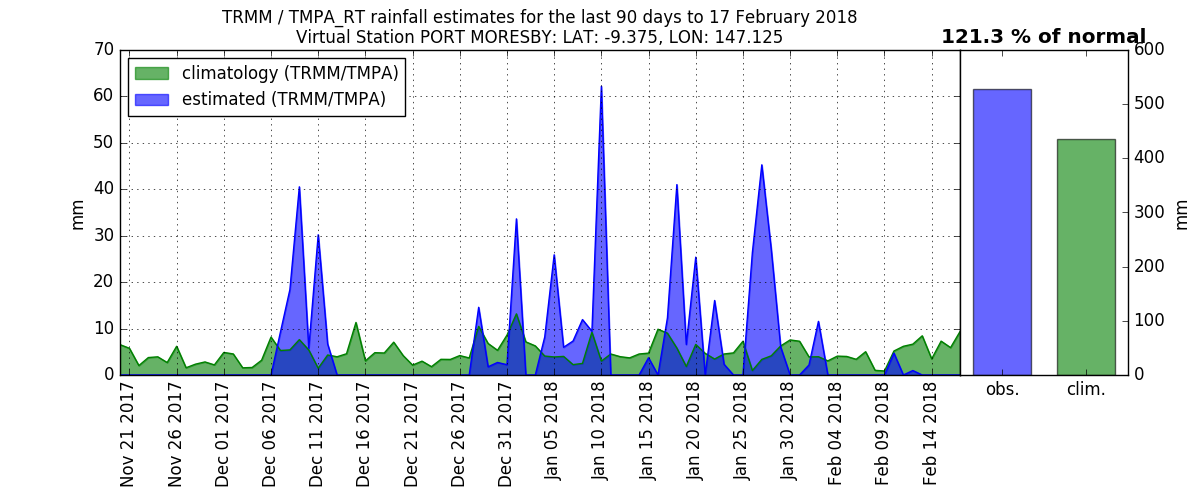 TRMM / TMPA_RT rainfall estimates for the last 90 days to 17 February 2018
Virtual Station PORT MORESBY: LAT: -9.375, LON: 147.125
121.3 % of normal
climatology (TRMM/TMPA)
estimated (TRMM/TMPA)
mm
70
60
50
40
30
20
10
0
Nov 21 2017
Nov 26 2017
Dec 01 2017
Dec 06 2017
Dec 11 2017
Dec 16 2017
Dec 21 2017
Dec 26 2017
Dec 31 2017
Jan 05 2018
Jan 10 2018
Jan 15 2018
Jan 20 2018
Jan 25 2018
Jan 30 2018
Feb 04 2018
Feb 09 2018
Feb 14 2018
obs.
clim.
600
500
400
300
200
100
0
mm